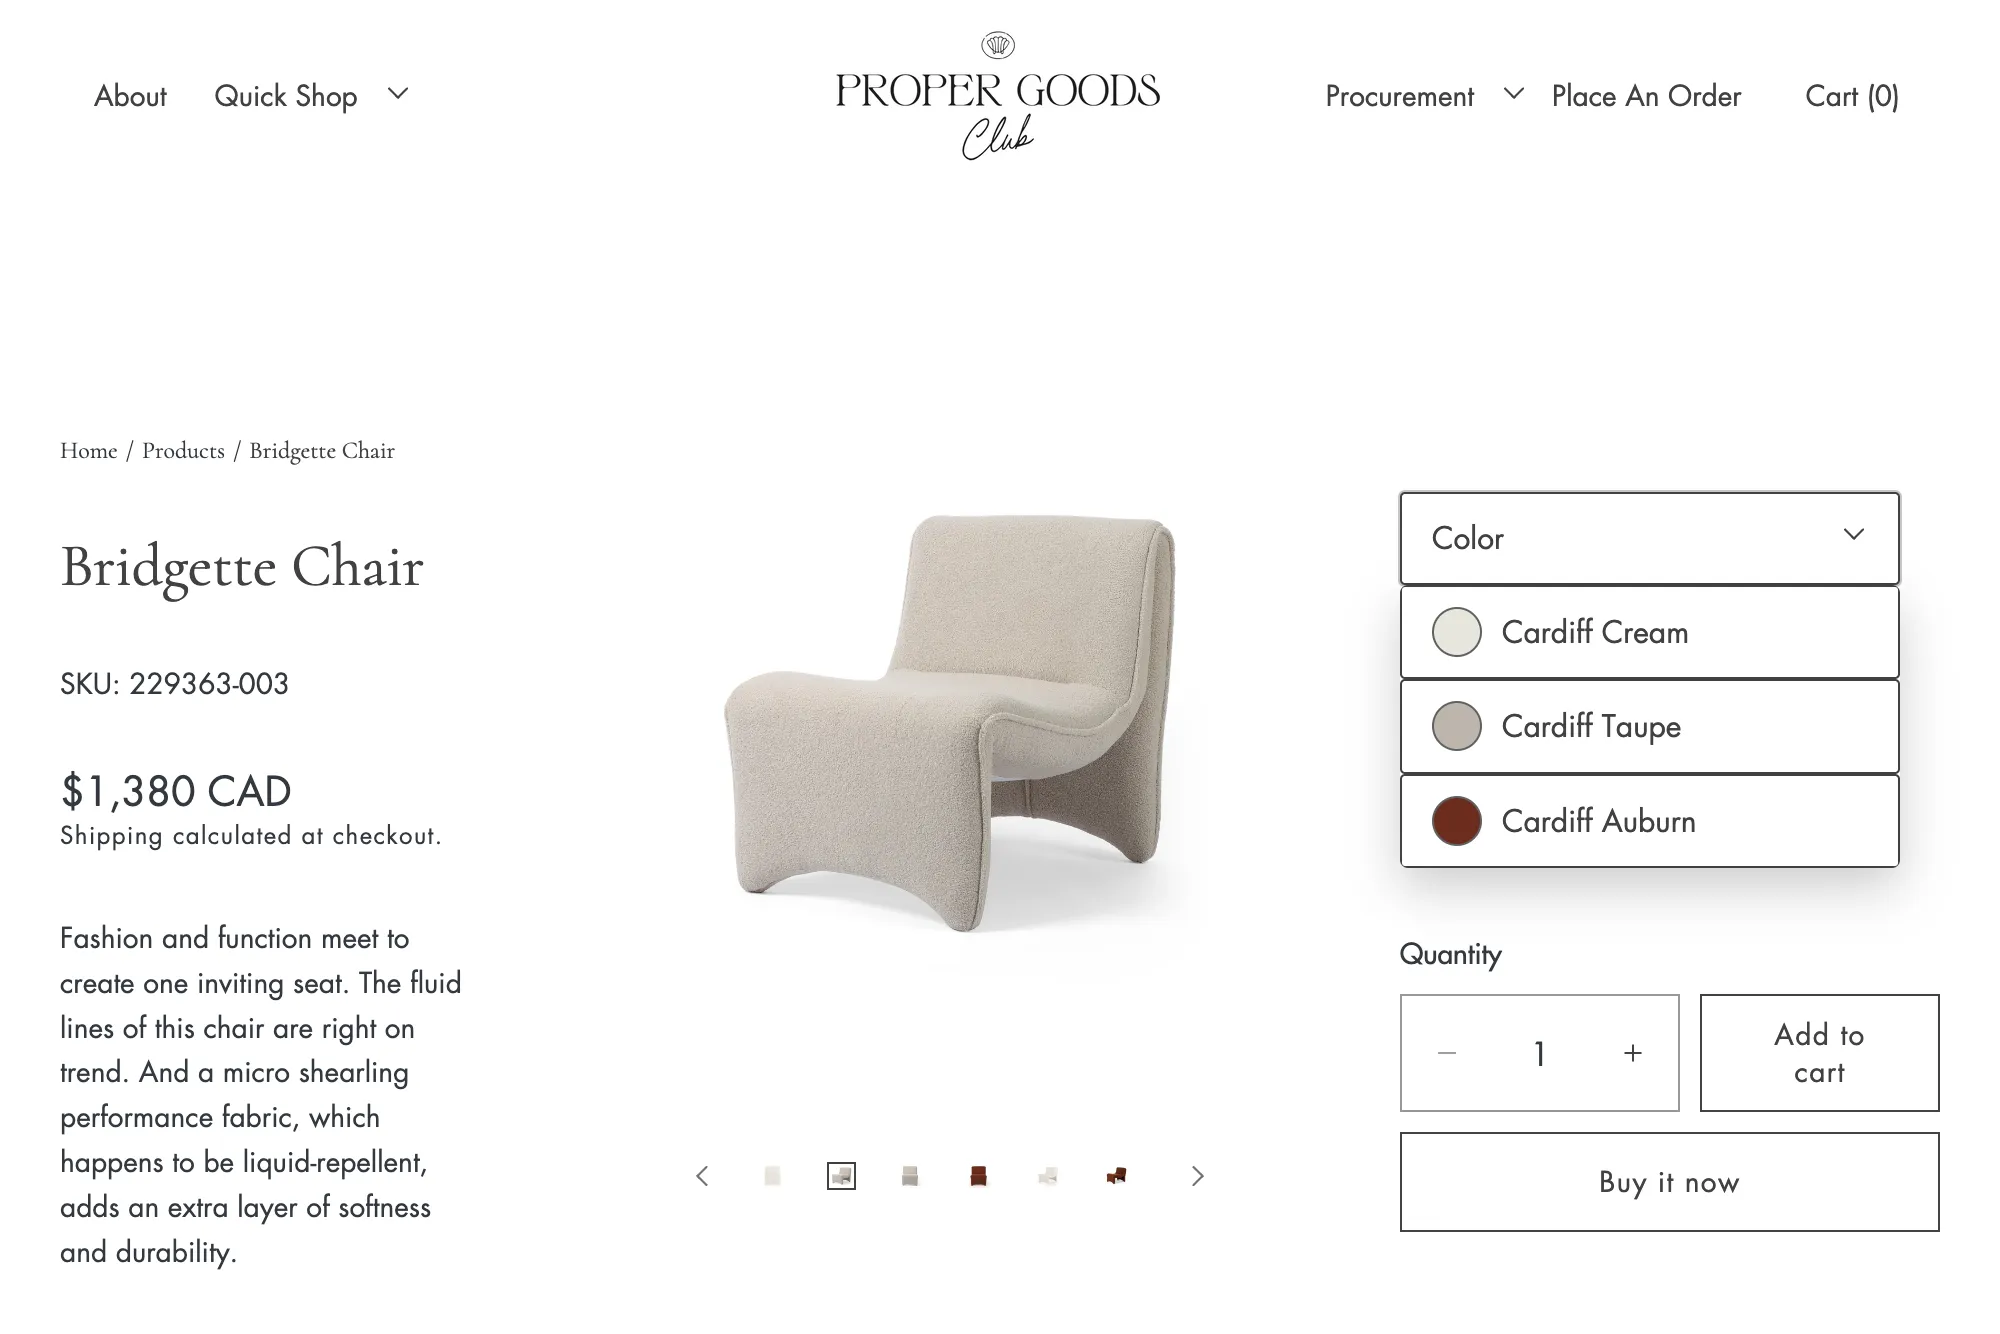 About
Quick Shop
PROPER GOODS
Club
Procurement
Place An Order
Cart (0)
Home / Products / Bridgette Chair
Bridgette Chair
SKU: 229363-003
$1,380 CAD
Shipping calculated at checkout.
Fashion and function meet to
create one inviting seat. The fluid
lines of this chair are right on
trend. And a micro shearling
performance fabric, which
happens to be liquid-repellent,
adds an extra layer of softness
and durability.
Color
Cardiff Cream
Cardiff Taupe
Cardiff Auburn
Quantity
1
Add to
cart
Buy it now